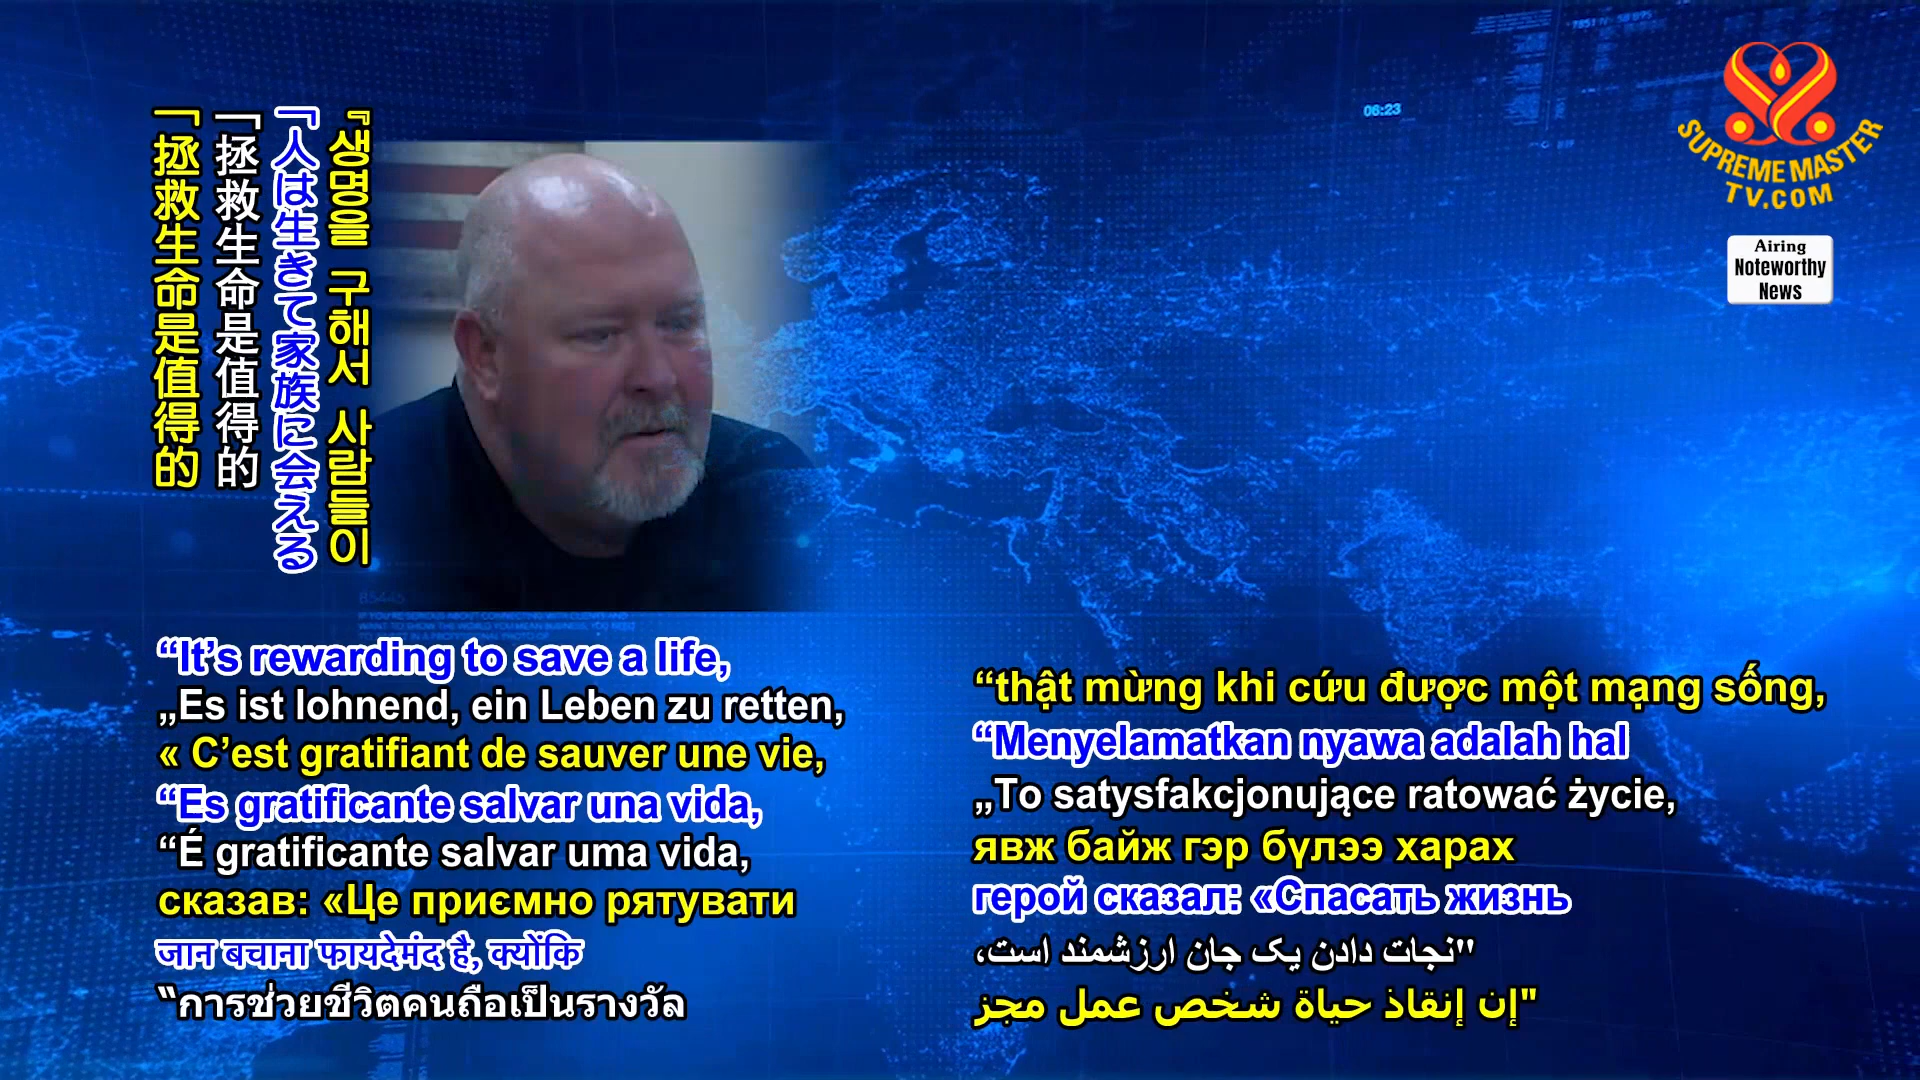 06:23
SUPREME MASTER
TV.COM
Airing
Noteworthy
News
『생명을 구해서 사람들이
「人は生きて家族に会える
「拯救生命是值得的
「拯救生命是值得的
“It’s rewarding to save a life,
„Es ist lohnend, ein Leben zu retten,
« C’est gratifiant de sauver une vie,
“Es gratificante salvar una vida,
“É gratificante salvar uma vida,
сказав: «Це приємно рятувати
जान बचाना फायदेमंद है, क्योंकि
“การช่วยชีวิตคนถือเป็นรางวัล
“thật mừng khi cứu được một mạng sống,
“Menyelamatkan nyawa adalah hal
„To satysfakcjonujące ratować życie,
явж байж гэр бүлээ харах
герой сказал: «Спасать жизнь
"نجات دادن یک جان ارزشمند است،
"إن إنقاذ حياة شخص عمل مجز